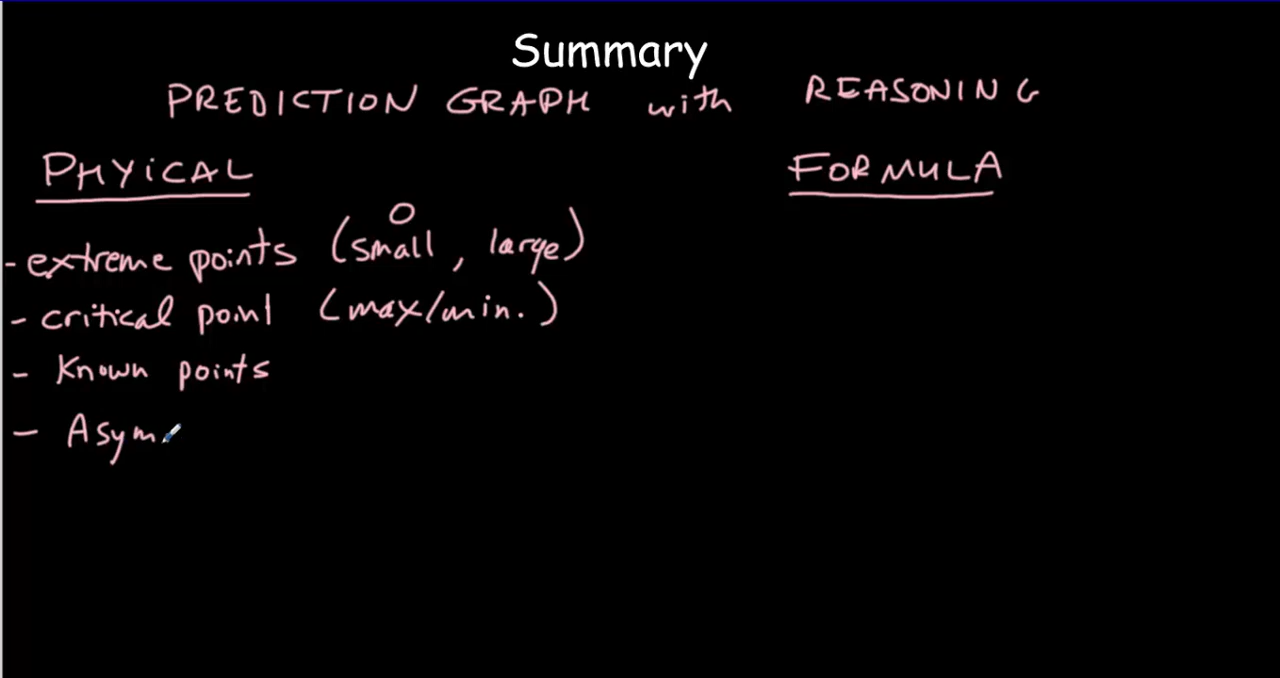 Summary
PREDICTION GRAPH with REASONING
PHYiCAL
FORMULA
- extreme points (small, large)
0
- critical point (max/min.)
- Known points
- Asym